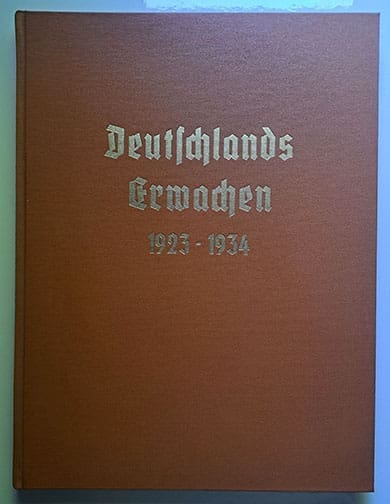 Deutſchlands
Erwachen
1923 - 1934